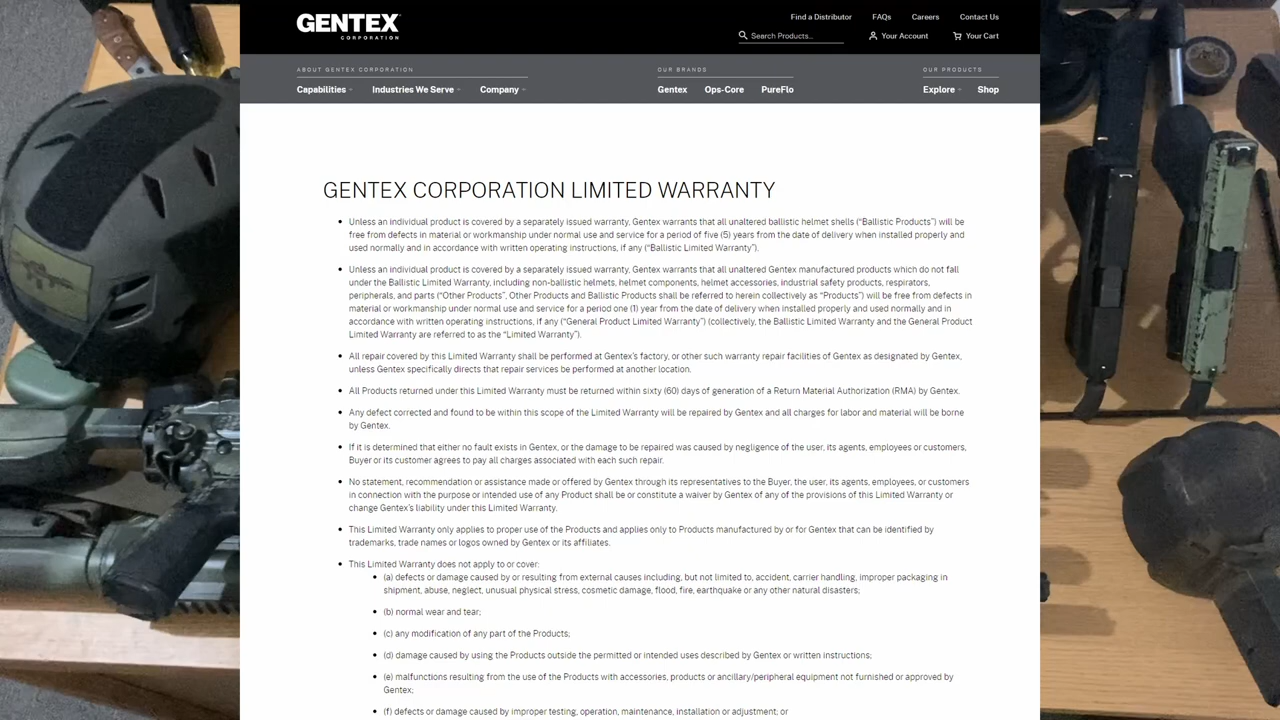 GENTEX
CORPORATION
Find a Distributor FAQs Careers Contact Us
Search Products... Your Account Your Cart
ABOUT GENTEX CORPORATION OUR BRANDS OUR PRODUCTS
Capabilities Industries We Serve Company Gentex Ops-Core PureFlo Explore Shop
GENTEX CORPORATION LIMITED WARRANTY
• Unless an individual product is covered by a separately issued warranty, Gentex warrants that all unaltered ballistic helmet shells (“Ballistic Products”) will be
free from defects in material or workmanship under normal use and service for a period of five (5) years from the date of delivery when installed properly and
used normally and in accordance with written operating instructions, if any (“Ballistic Limited Warranty”).
• Unless an individual product is covered by a separately issued warranty, Gentex warrants that all unaltered Gentex manufactured products which do not fall
under the Ballistic Limited Warranty, including non-ballistic helmets, helmet components, helmet accessories, industrial safety products, respirators,
peripherals, and parts (“Other Products”, Other Products and Ballistic Products shall be referred to herein collectively as “Products”) will be free from defects in
material or workmanship under normal use and service for a period one (1) year from the date of delivery when installed properly and used normally and in
accordance with written operating instructions, if any (“General Product Limited Warranty”) (collectively, the Ballistic Limited Warranty and the General Product
Limited Warranty are referred to as the “Limited Warranty”).
• All repair covered by this Limited Warranty shall be performed at Gentex’s factory, or other such warranty repair facilities of Gentex as designated by Gentex,
unless Gentex specifically directs that repair services be performed at another location.
• All Products returned under this Limited Warranty must be returned within sixty (60) days of generation of a Return Material Authorization (RMA) by Gentex.
• Any defect corrected and found to be within this scope of the Limited Warranty will be repaired by Gentex and all charges for labor and material will be borne
by Gentex.
• If it is determined that either no fault exists in Gentex, or the damage to be repaired was caused by negligence of the user, its agents, employees or customers,
Buyer or its customer agrees to pay all charges associated with each such repair.
• No statement, recommendation or assistance made or offered by Gentex through its representatives to the Buyer, the user, its agents, employees, or customers
in connection with the purpose or intended use of any Product shall be or constitute a waiver by Gentex of any of the provisions of this Limited Warranty or
change Gentex’s liability under this Limited Warranty.
• This Limited Warranty only applies to proper use of the Products and applies only to Products manufactured by or for Gentex that can be identified by
trademarks, trade names or logos owned by Gentex or its affiliates.
• This Limited Warranty does not apply to or cover:
• (a) defects or damage caused by or resulting from external causes including, but not limited to, accident, carrier handling, improper packaging in
shipment, abuse, neglect, unusual physical stress, cosmetic damage, flood, fire, earthquake or any other natural disasters;
• (b) normal wear and tear;
• (c) any modification of any part of the Products;
• (d) damage caused by using the Products outside the permitted or intended uses described by Gentex or written instructions;
• (e) malfunctions resulting from the use of the Products with accessories, products or ancillary/peripheral equipment not furnished or approved by
Gentex;
• (f) defects or damage caused by improper testing, operation, maintenance, installation or adjustment; or